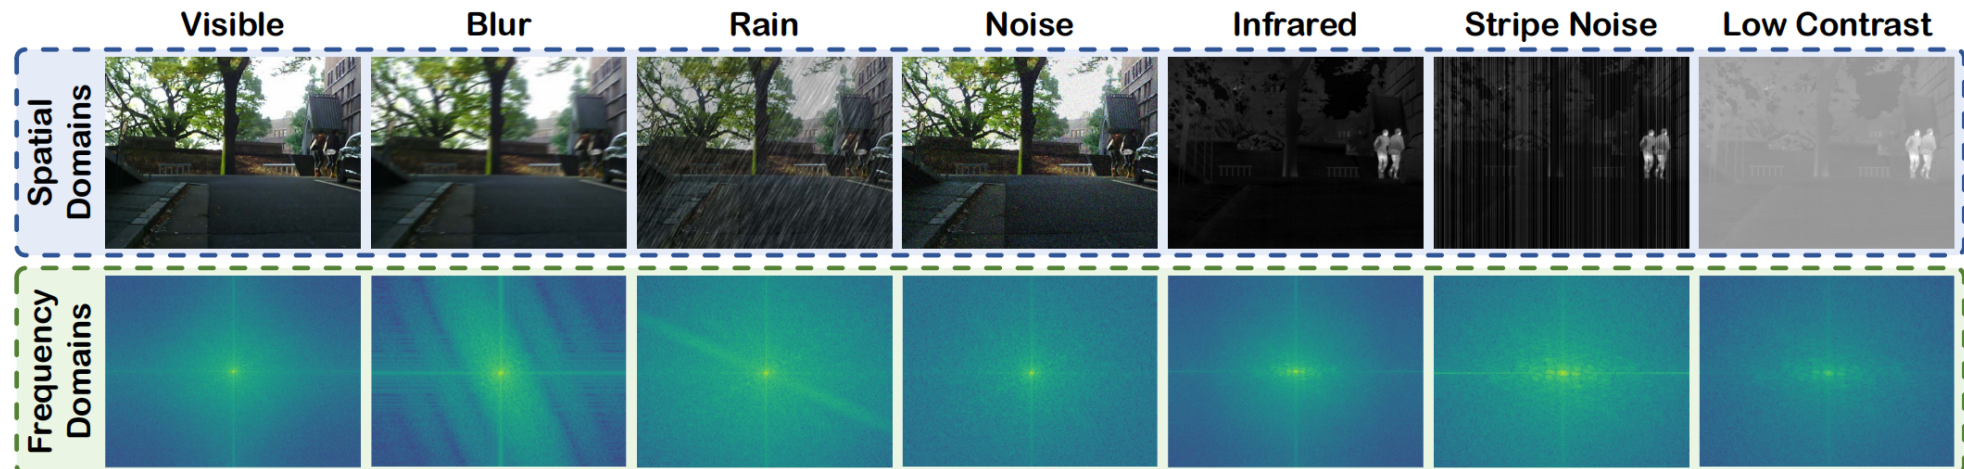 Visible Blur Rain Noise Infrared Stripe Noise Low Contrast
Spatial
Domains
Frequency
Domains